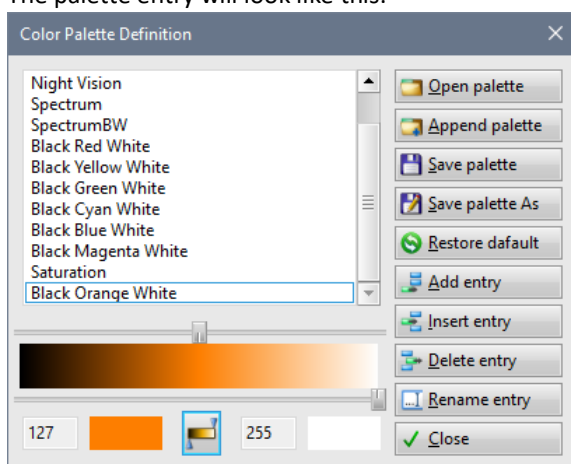 The palette entry will look like this:
Color Palette Definition
Night Vision
Spectrum
SpectrumBW
Black Red White
Black Yellow White
Black Green White
Black Cyan White
Black Blue White
Black Magenta White
Saturation
Black Orange White
Open palette
Append palette
Save palette
Save palette As
Restore dafault
Add entry
Insert entry
Delete entry
Rename entry
Close
127
255